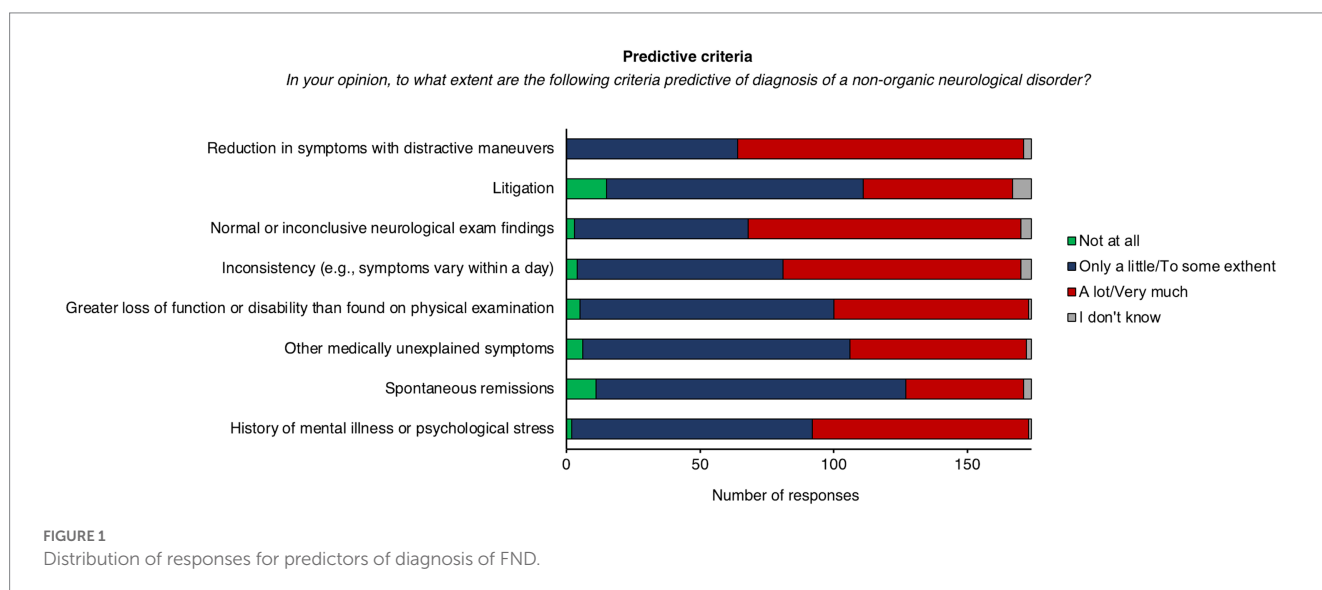 Predictive criteria
In your opinion, to what extent are the following criteria predictive of diagnosis of a non-organic neurological disorder?
Reduction in symptoms with distractive maneuvers
Litigation
Normal or inconclusive neurological exam findings
Inconsistency (e.g., symptoms vary within a day)
Greater loss of function or disability than found on physical examination
Other medically unexplained symptoms
Spontaneous remissions
History of mental illness or psychological stress
Not at all
Only a little/To some exthent
A lot/Very much
I don't know
0 50 100 150
Number of responses
FIGURE 1
Distribution of responses for predictors of diagnosis of FND.